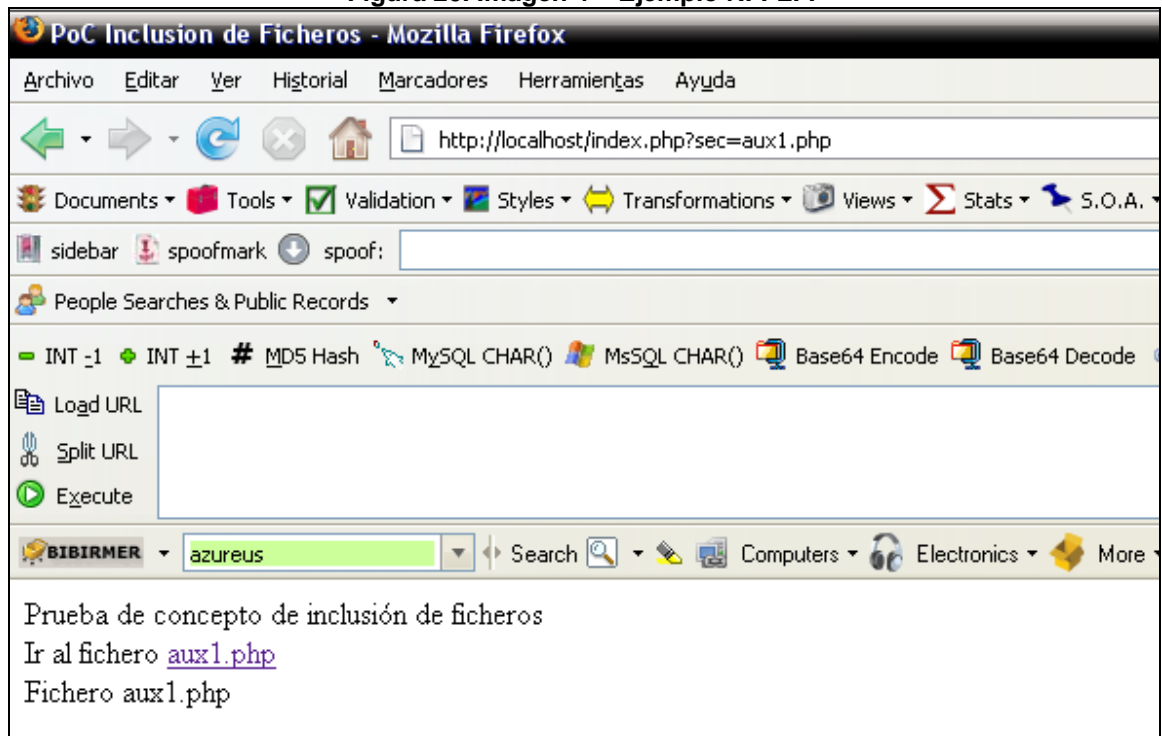 PoC Inclusion de Ficheros - Mozilla Firefox
Archivo Editar Ver Historial Marcadores Herramientas Ayuda
http://localhost/index.php?sec=aux1.php
Documents Tools Validation Styles Transformations Views Stats S.O.A.
sidebar spoofmark spoof:
People Searches & Public Records
INT -1 INT +1 # MD5 Hash MySQL CHAR() MsSQL CHAR() Base64 Encode Base64 Decode
Load URL
Split URL
Execute
BIBIRMER azureus Search Computers Electronics More
Prueba de concepto de inclusión de ficheros
Ir al fichero aux1.php
Fichero aux1.php